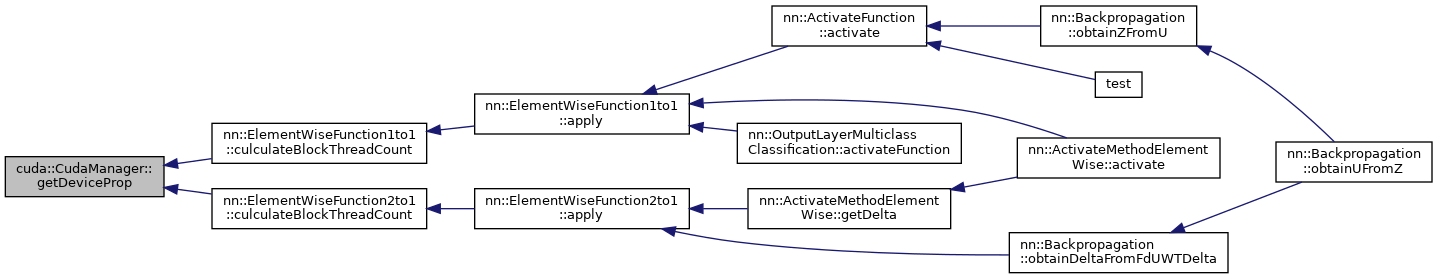 cuda::CudaManager::
getDeviceProp
nn::ElementWiseFunction1to1
::culculateBlockThreadCount
nn::ElementWiseFunction2to1
::culculateBlockThreadCount
nn::ElementWiseFunction1to1
::apply
nn::ElementWiseFunction2to1
::apply
nn::ActivateFunction
::activate
nn::OutputLayerMulticlass
Classification::activateFunction
nn::ActivateMethodElement
Wise::getDelta
nn::Backpropagation
::obtainZFromU
test
nn::ActivateMethodElement
Wise::activate
nn::Backpropagation
::obtainDeltaFromFdUWTDelta
nn::Backpropagation
::obtainUFromZ